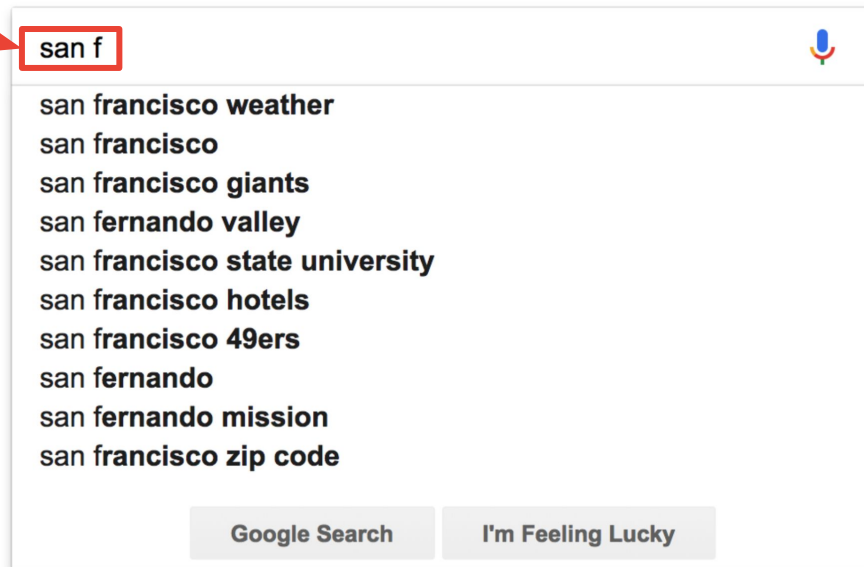 san f
san francisco weather
san francisco
san francisco giants
san fernando valley
san francisco state university
san francisco hotels
san francisco 49ers
san fernando
san fernando mission
san francisco zip code
Google Search I'm Feeling Lucky